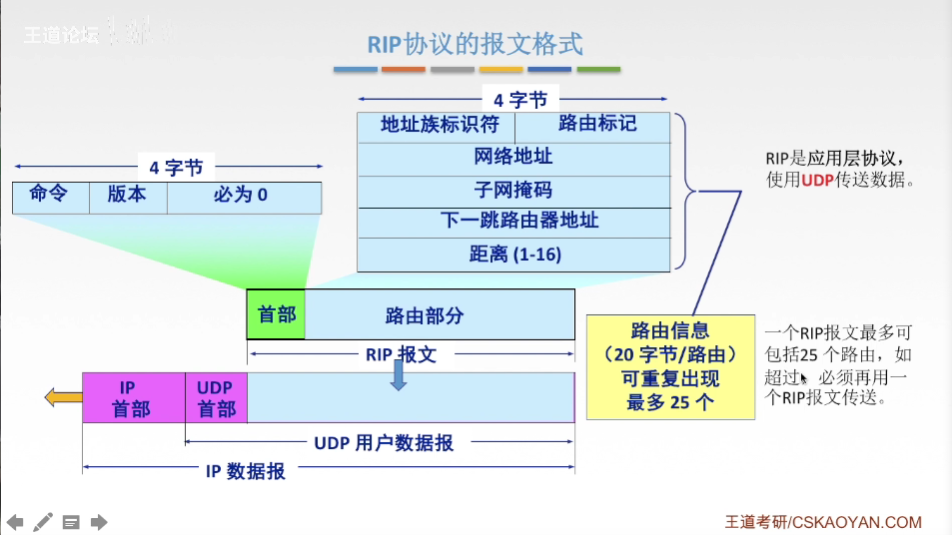 王道论坛
RIP协议的报文格式
4 字节
地址族标识符 路由标记
网络地址
子网掩码
下一跳路由器地址
距离 (1-16)
4 字节
命令 版本 必为 0
RIP是应用层协议，
使用UDP传送数据。
首部 路由部分
RIP 报文
路由信息
（20 字节/路由）
可重复出现
最多 25 个
一个RIP报文最多可
包括25 个路由，如
超过，必须再用一
个RIP报文传送。
IP
首部
UDP
首部
UDP 用户数据报
IP 数据报
王道考研/CSKAOYAN.COM